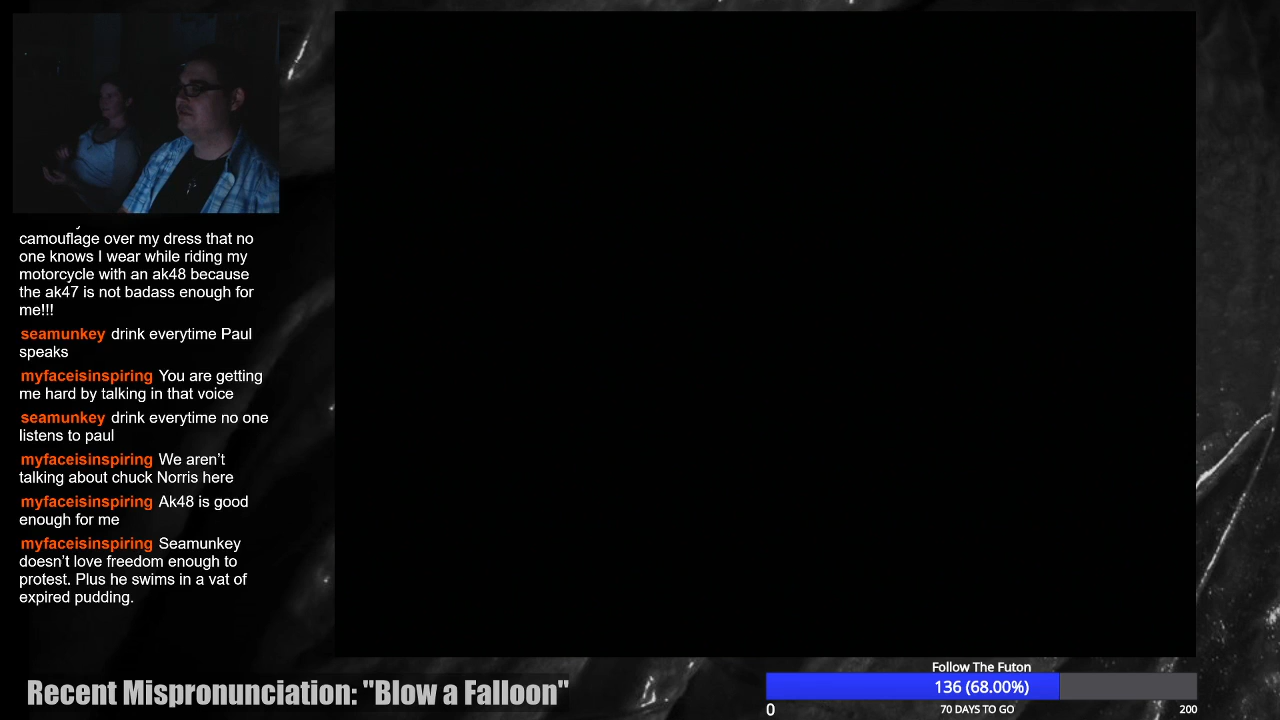 camouflage over my dress that no
one knows I wear while riding my
motorcycle with an ak48 because
the ak47 is not badass enough for
me!!!
seamunkey drink everytime Paul
speaks
myfaceisinspiring You are getting
me hard by talking in that voice
seamunkey drink everytime no one
listens to paul
myfaceisinspiring We aren't
talking about chuck Norris here
myfaceisinspiring Ak48 is good
enough for me
myfaceisinspiring Seamunkey
doesn't love freedom enough to
protest. Plus he swims in a vat of
expired pudding.
Recent Mispronunciation: "Blow a Falloon"
Follow The Futon
136 (68.00%)
0
70 DAYS TO GO
200